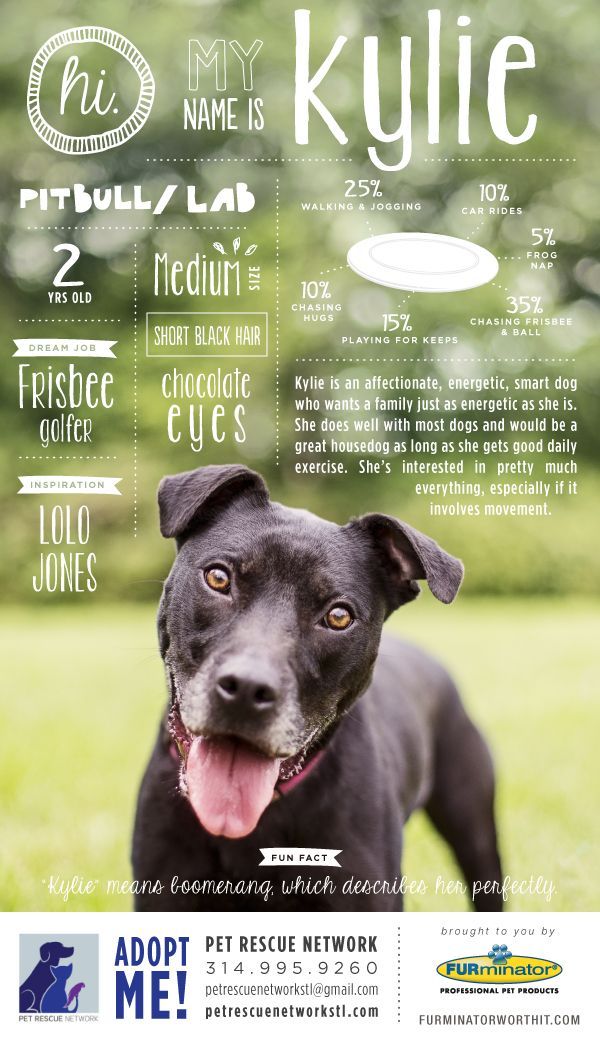 hi.
MY
NAME IS
Kylie
PITBULL/LAB
2
YRS OLD
DREAM JOB
FRISBEE
golfer
INSPIRATION
LOLO
JONES
Medium
SIZE
SHORT BLACK HAIR
chocolate
eyes
25%
WALKING & JOGGING
10%
CAR RIDES
5%
FROG
NAP
35%
CHASING FRISBEE
& BALL
15%
PLAYING FOR KEEPS
10%
CHASING
HUGS
Kylie is an affectionate, energetic, smart dog
who wants a family just as energetic as she is.
She does well with most dogs and would be a
great housedog as long as she gets good daily
exercise. She's interested in pretty much
everything, especially if it
involves movement.
FUN FACT
"Kylie" means boomerang, which describes her perfectly.
PET RESCUE NETWORK
ADOPT
ME!
PET RESCUE NETWORK
314.995.9260
petrescuenetworkstl@gmail.com
petrescuenetworkstl.com
brought to you by
FURminator®
PROFESSIONAL PET PRODUCTS
FURMINATORWORTHIT.COM